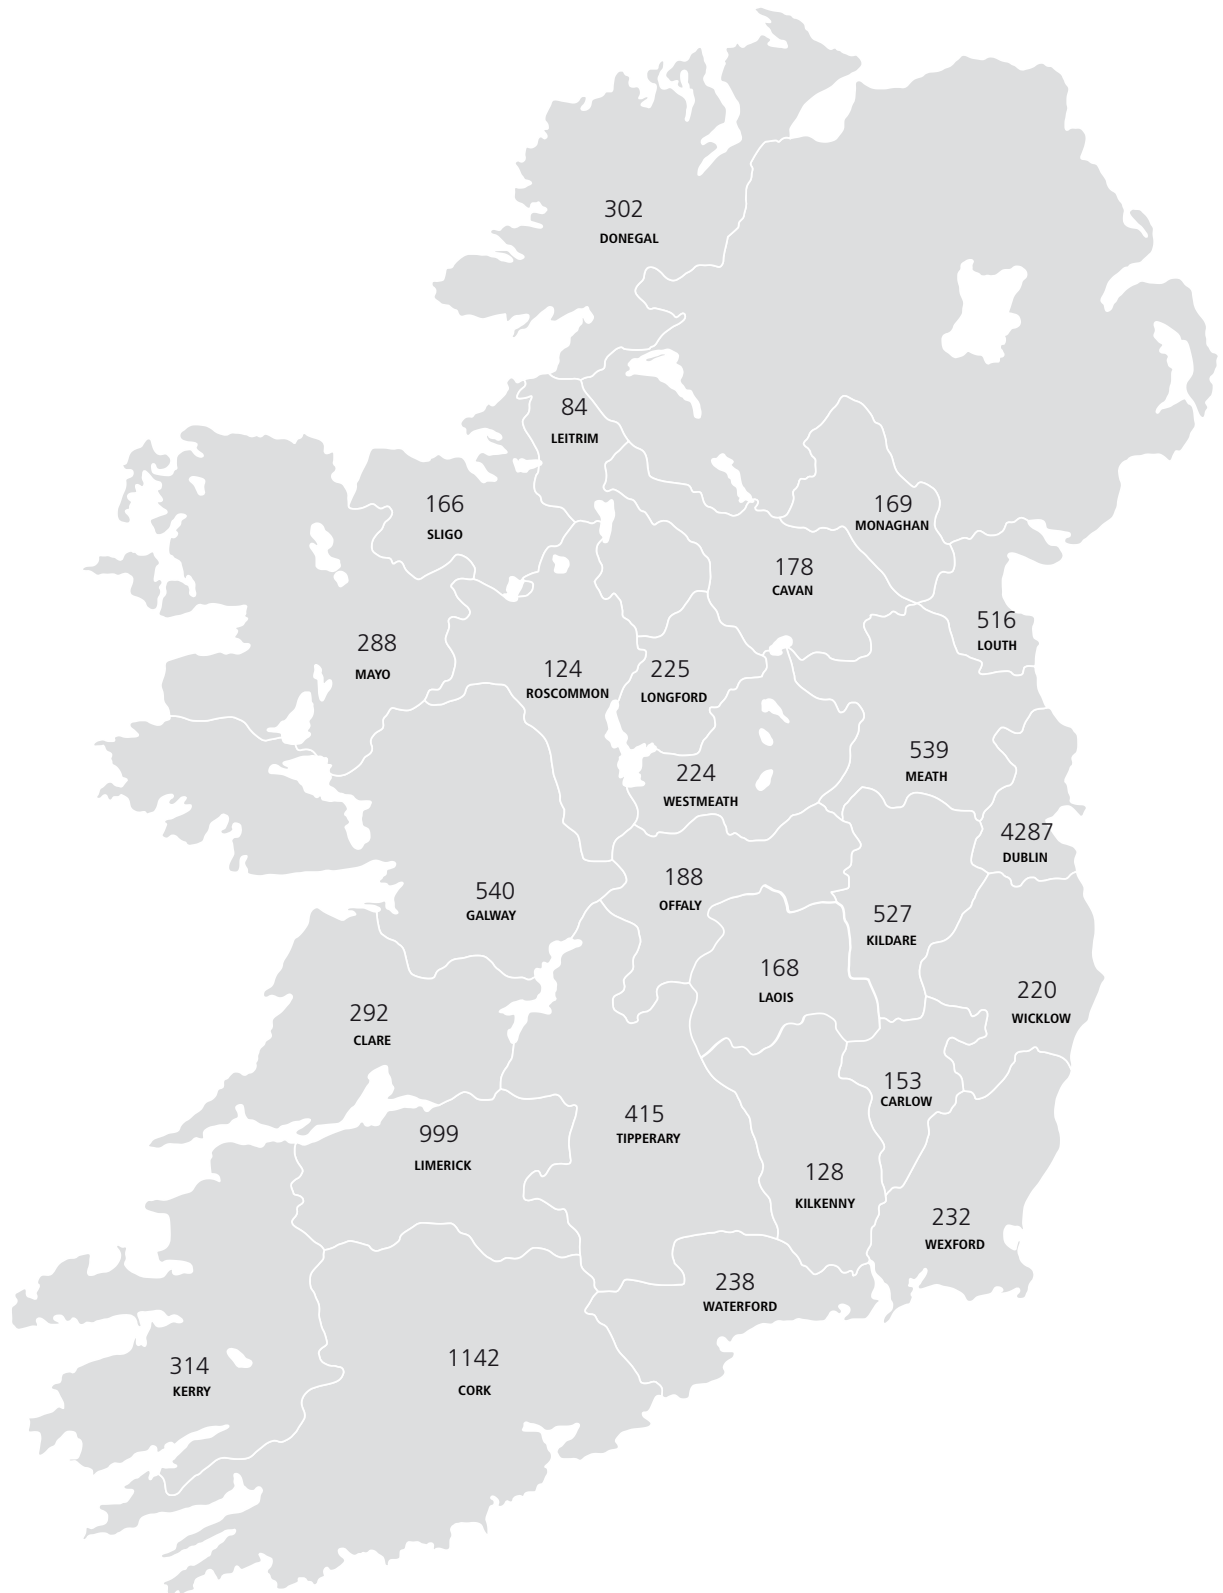 302
DONEGAL
84
LEITRIM
166
SLIGO
169
MONAGHAN
178
CAVAN
516
LOUTH
288
MAYO
124
ROSCOMMON
225
LONGFORD
539
MEATH
224
WESTMEATH
4287
DUBLIN
188
OFFALY
540
GALWAY
527
KILDARE
168
LAOIS
220
WICKLOW
292
CLARE
153
CARLOW
415
TIPPERARY
999
LIMERICK
128
KILKENNY
232
WEXFORD
238
WATERFORD
314
KERRY
1142
CORK